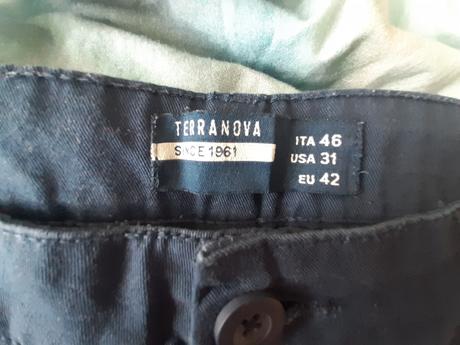 TERRANOVA
SINCE 1961
ITA 46
USA 31
EU 42